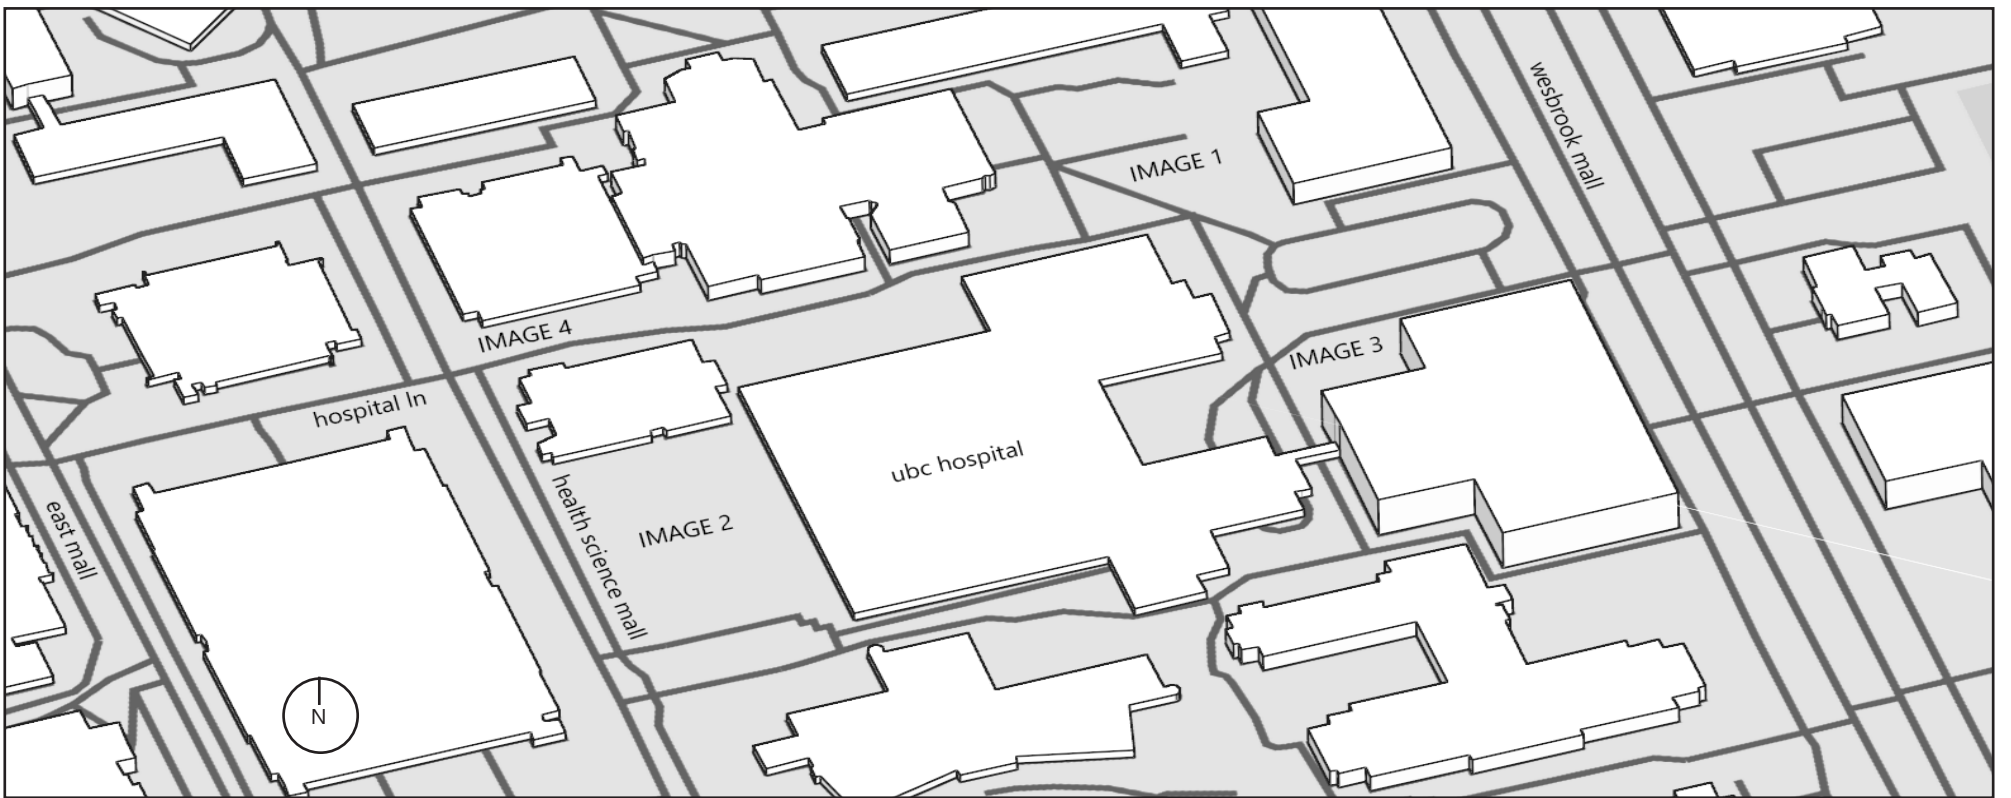 wesbrook mall
IMAGE 1
IMAGE 4
IMAGE 3
hospital ln
ubc hospital
east mall
health science mall
IMAGE 2
N